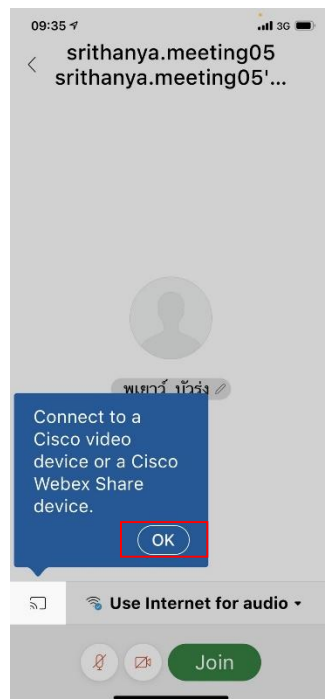 09:35
3G
srithanya.meeting05
srithanya.meeting05'...
พเยาว์ บัวรุ่ง
Connect to a
Cisco video
device or a Cisco
Webex Share
device.
OK
Use Internet for audio
Join